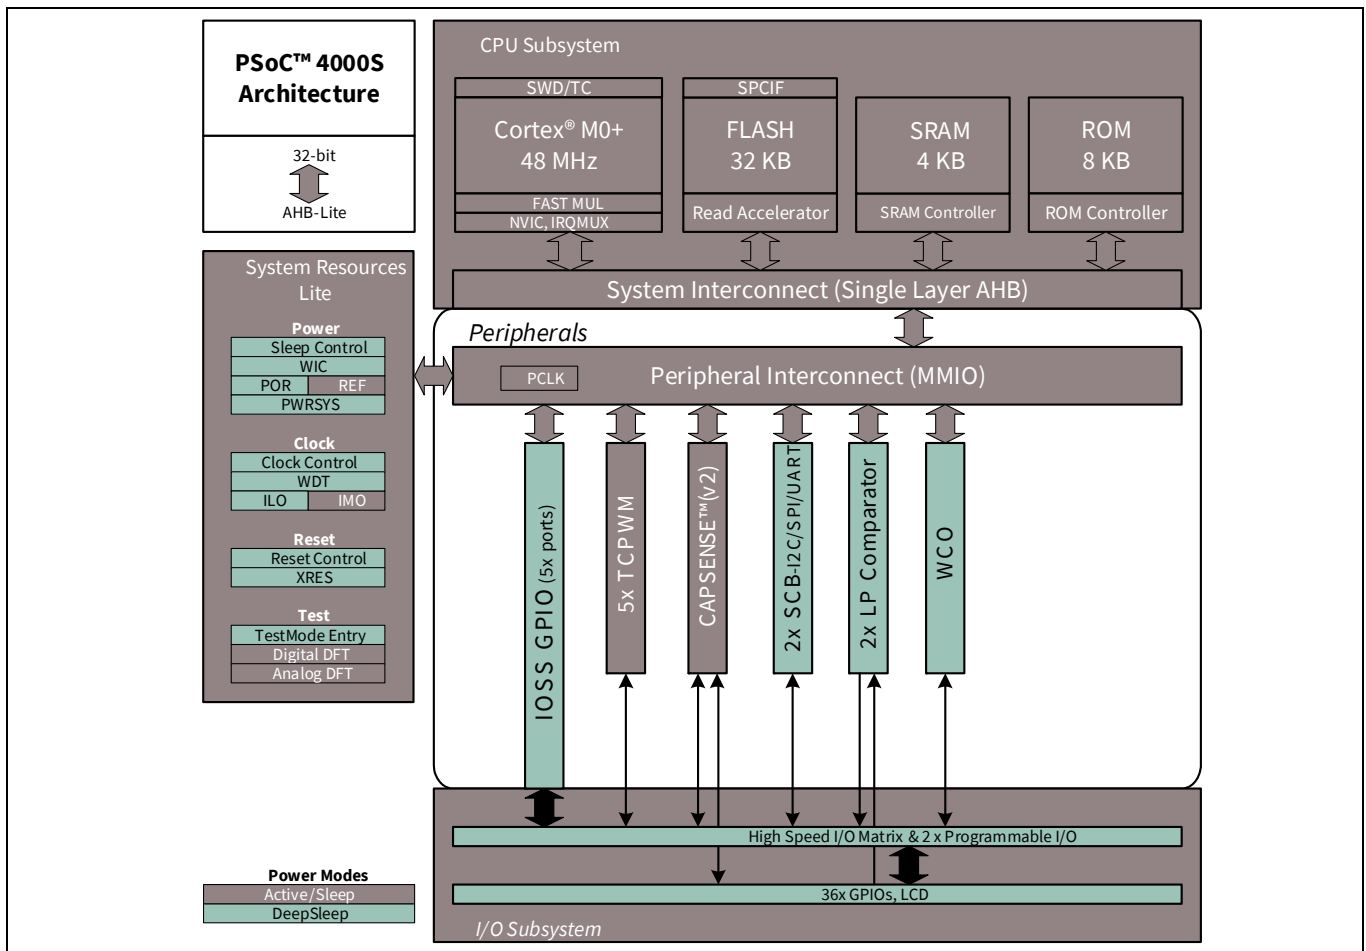 PSoC™ 4000S
Architecture
32-bit
AHB-Lite
CPU Subsystem
SWD/TC
Cortex® M0+
48 MHz
FAST MUL
NVIC, IRQMUX
SPCIF
FLASH
32 KB
Read Accelerator
SRAM
4 KB
SRAM Controller
ROM
8 KB
ROM Controller
System Interconnect (Single Layer AHB)
System Resources
Lite
Power
Sleep Control
WIC
POR REF
PWRSYS
Clock
Clock Control
WDT
ILO IMO
Reset
Reset Control
XRES
Test
TestMode Entry
Digital DFT
Analog DFT
Peripherals
PCLK
Peripheral Interconnect (MMIO)
IOSS GPIO (5x ports)
5x TCPWM
CAPSENSE™(v2)
2x SCB-I2C/SPI/UART
2x LP Comparator
WCO
High Speed I/O Matrix & 2 x Programmable I/O
36x GPIOs, LCD
I/O Subsystem
Power Modes
Active/Sleep
DeepSleep